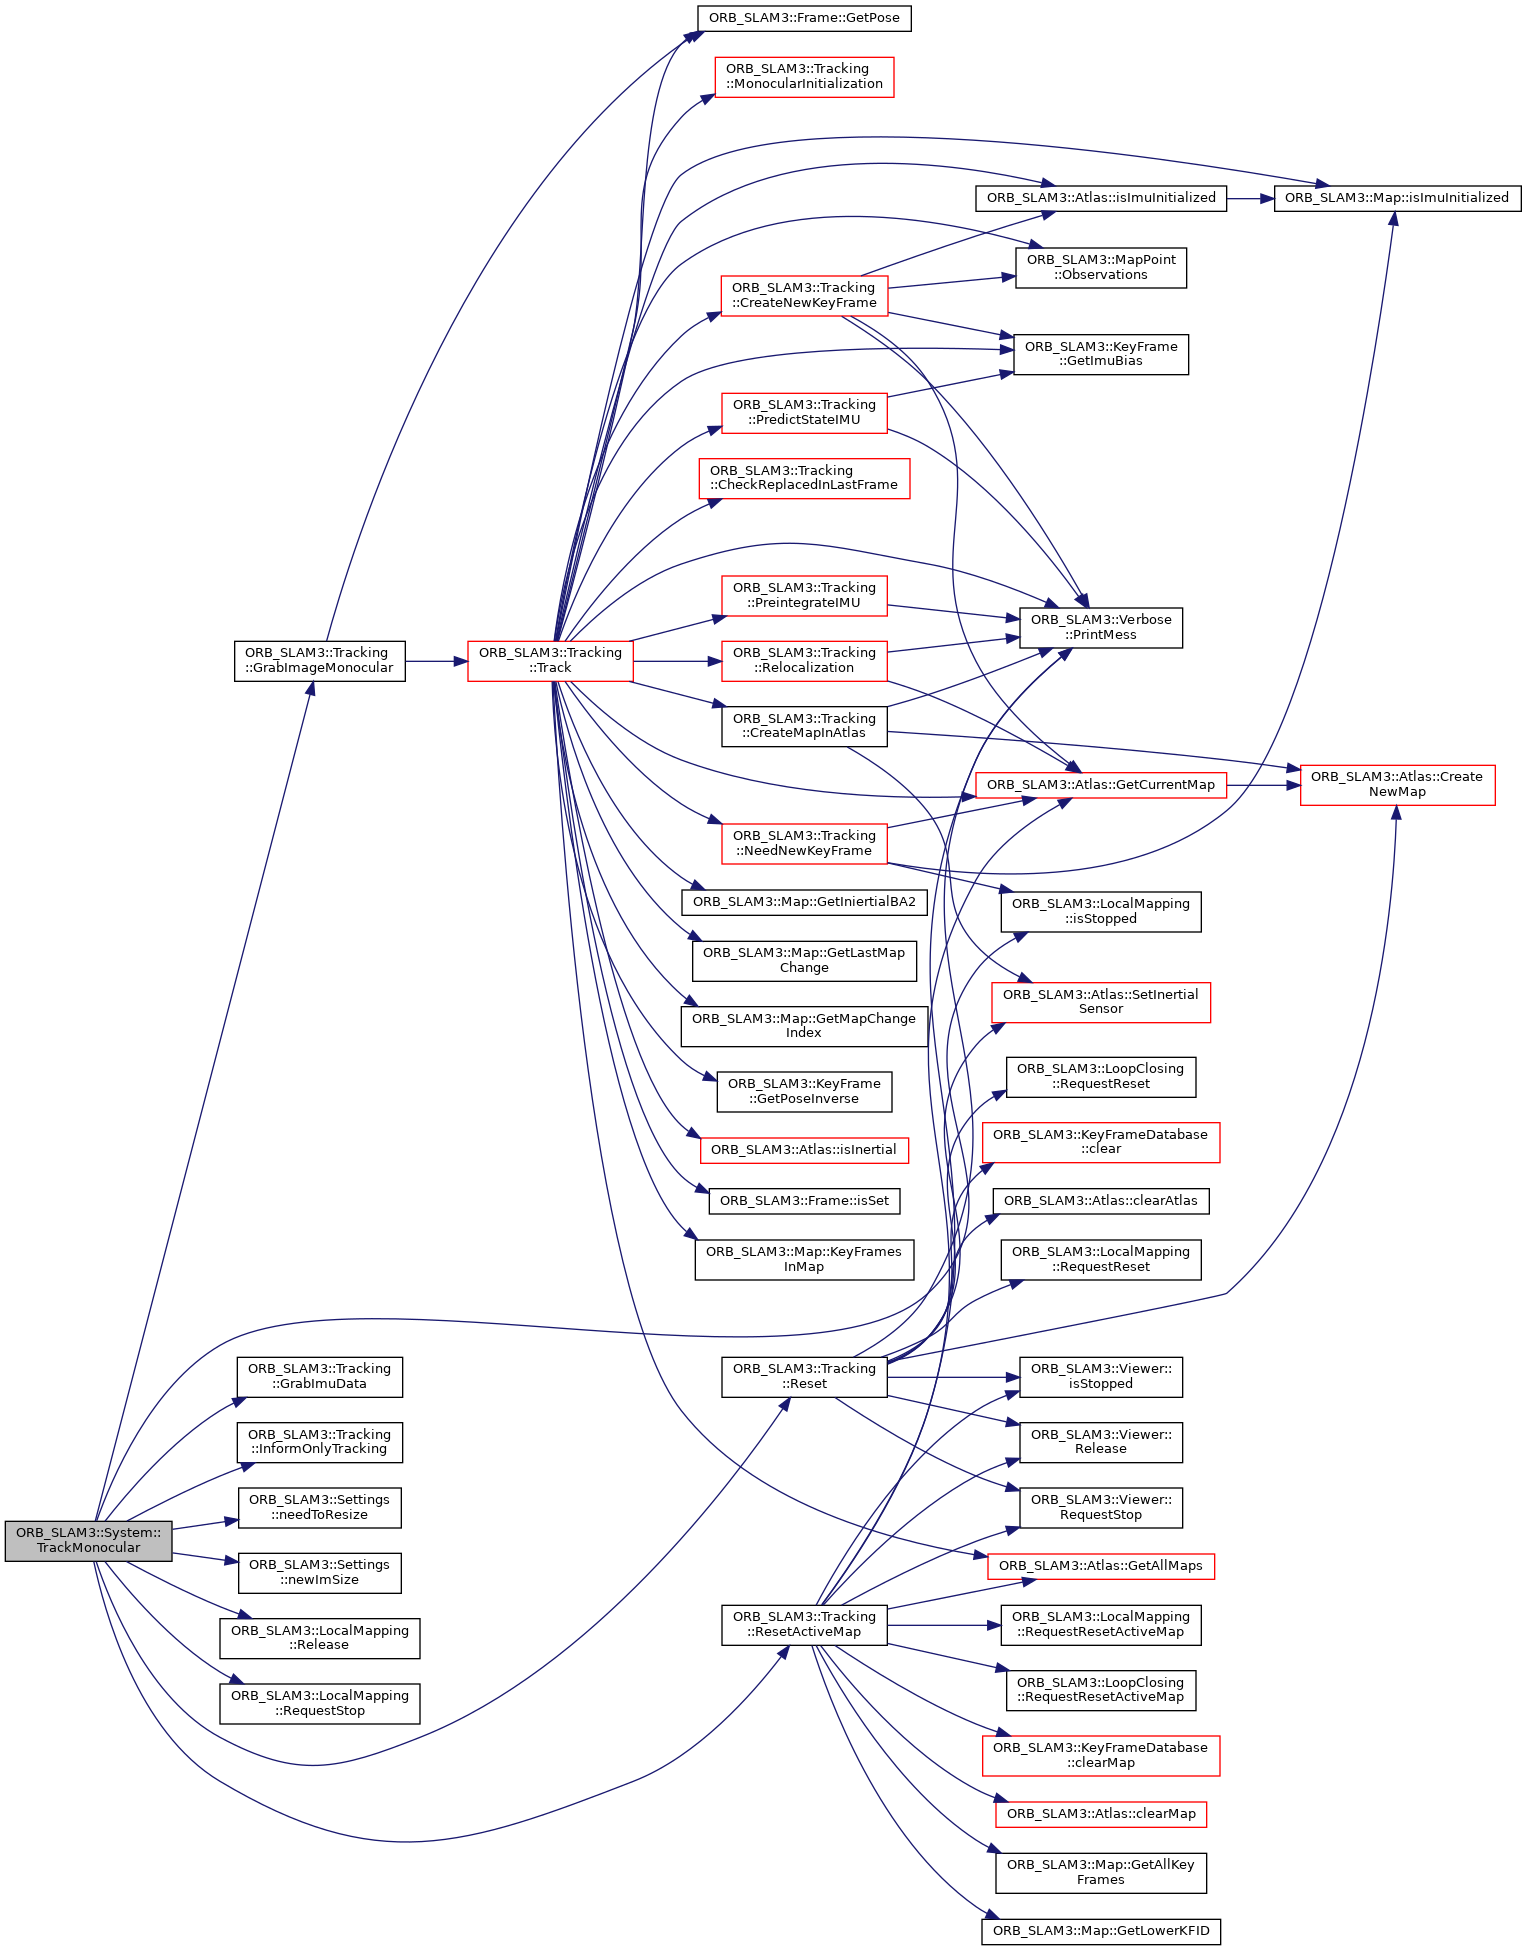 ORB_SLAM3::Frame::GetPose
ORB_SLAM3::Tracking
::MonocularInitialization
ORB_SLAM3::Atlas::isImuInitialized
ORB_SLAM3::Map::isImuInitialized
ORB_SLAM3::MapPoint
::Observations
ORB_SLAM3::Tracking
::CreateNewKeyFrame
ORB_SLAM3::KeyFrame
::GetImuBias
ORB_SLAM3::Tracking
::PredictStateIMU
ORB_SLAM3::Tracking
::CheckReplacedInLastFrame
ORB_SLAM3::Tracking
::PreintegrateIMU
ORB_SLAM3::Verbose
::PrintMess
ORB_SLAM3::Tracking
::GrabImageMonocular
ORB_SLAM3::Tracking
::Track
ORB_SLAM3::Tracking
::Relocalization
ORB_SLAM3::Tracking
::CreateMapInAtlas
ORB_SLAM3::Atlas::GetCurrentMap
ORB_SLAM3::Atlas::Create
NewMap
ORB_SLAM3::Tracking
::NeedNewKeyFrame
ORB_SLAM3::Map::GetIniertialBA2
ORB_SLAM3::LocalMapping
::isStopped
ORB_SLAM3::Map::GetLastMap
Change
ORB_SLAM3::Atlas::SetInertial
Sensor
ORB_SLAM3::Map::GetMapChange
Index
ORB_SLAM3::LoopClosing
::RequestReset
ORB_SLAM3::KeyFrame
::GetPoseInverse
ORB_SLAM3::KeyFrameDatabase
::clear
ORB_SLAM3::Atlas::isInertial
ORB_SLAM3::Frame::isSet
ORB_SLAM3::Atlas::clearAtlas
ORB_SLAM3::Map::KeyFrames
InMap
ORB_SLAM3::LocalMapping
::RequestReset
ORB_SLAM3::Tracking
::GrabImuData
ORB_SLAM3::Tracking
::Reset
ORB_SLAM3::Viewer::
isStopped
ORB_SLAM3::Tracking
::InformOnlyTracking
ORB_SLAM3::Viewer::
Release
ORB_SLAM3::Settings
::needToResize
ORB_SLAM3::Viewer::
RequestStop
ORB_SLAM3::System::
TrackMonocular
ORB_SLAM3::Settings
::newImSize
ORB_SLAM3::Atlas::GetAllMaps
ORB_SLAM3::LocalMapping
::Release
ORB_SLAM3::Tracking
::ResetActiveMap
ORB_SLAM3::LocalMapping
::RequestResetActiveMap
ORB_SLAM3::LocalMapping
::RequestStop
ORB_SLAM3::LoopClosing
::RequestResetActiveMap
ORB_SLAM3::KeyFrameDatabase
::clearMap
ORB_SLAM3::Atlas::clearMap
ORB_SLAM3::Map::GetAllKey
Frames
ORB_SLAM3::Map::GetLowerKFID